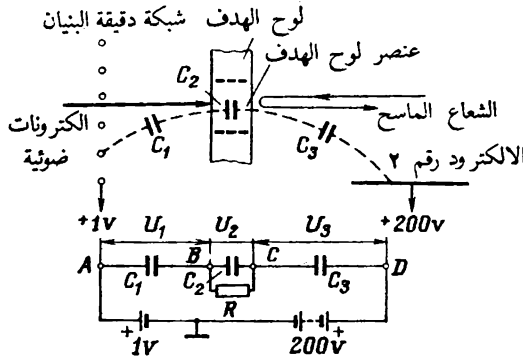 شبكة دقيقة البنيان
لوح الهدف
عنصر لوح الهدف
C₂
الشعاع الماسح
الكترونات
ضوئية
C₁
C₃
الالكترود رقم ٢
+1v
+200v
U₁
U₂
U₃
A
B
C
D
C₁
C₂
C₃
R
+
1V
200V
+